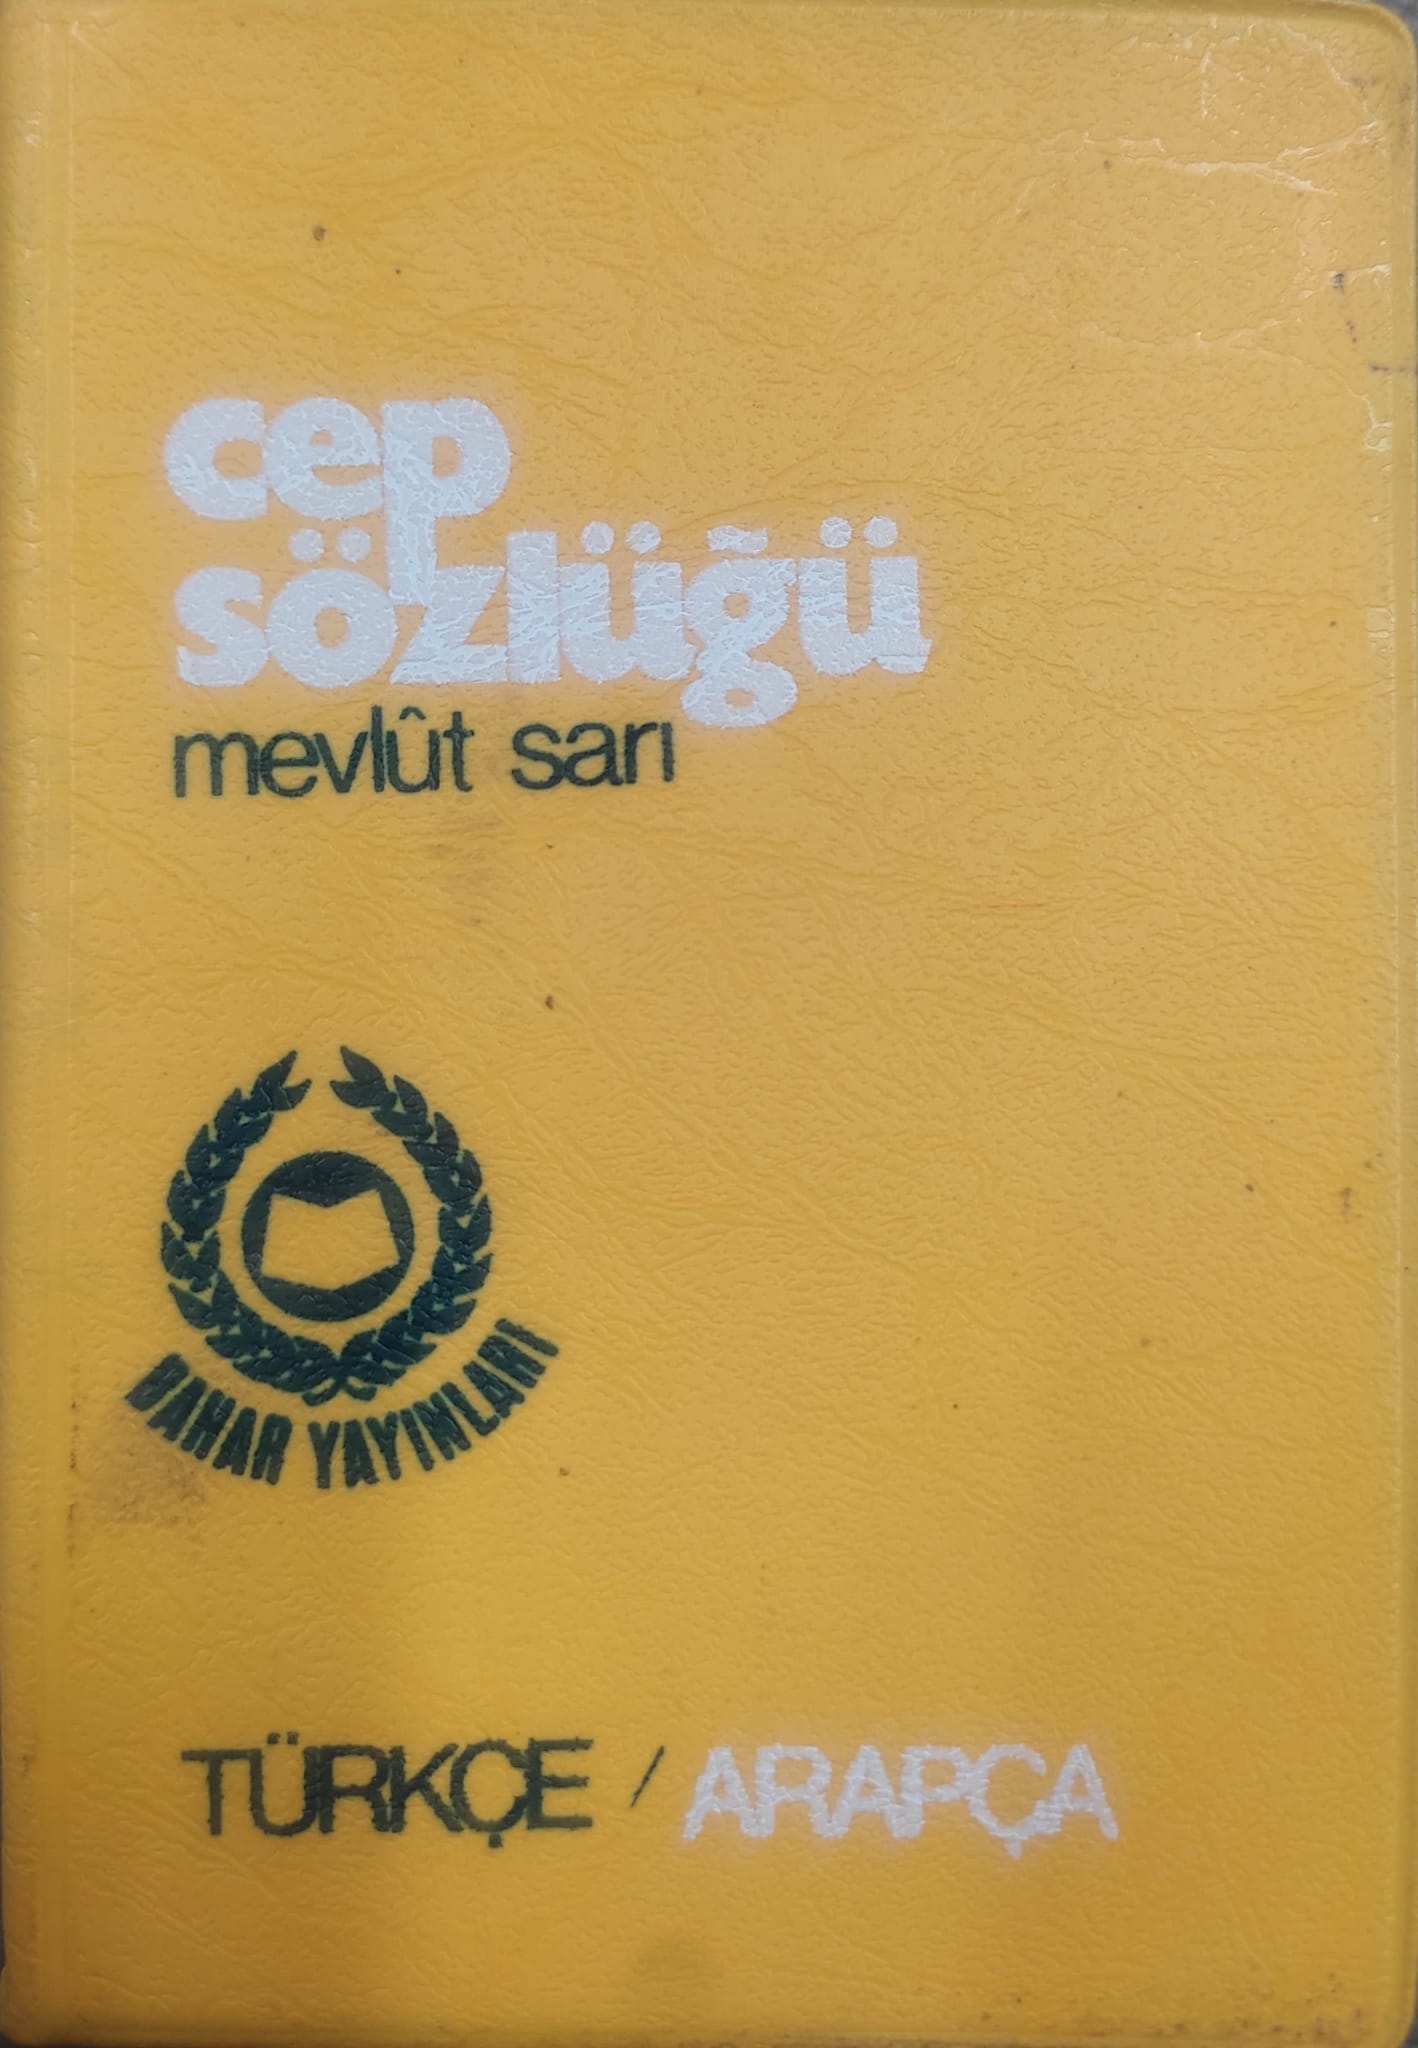 cep
sözlüğü
mevlût sarı
BAHAR YAYINLARI
TÜRKÇE / ARAPÇA